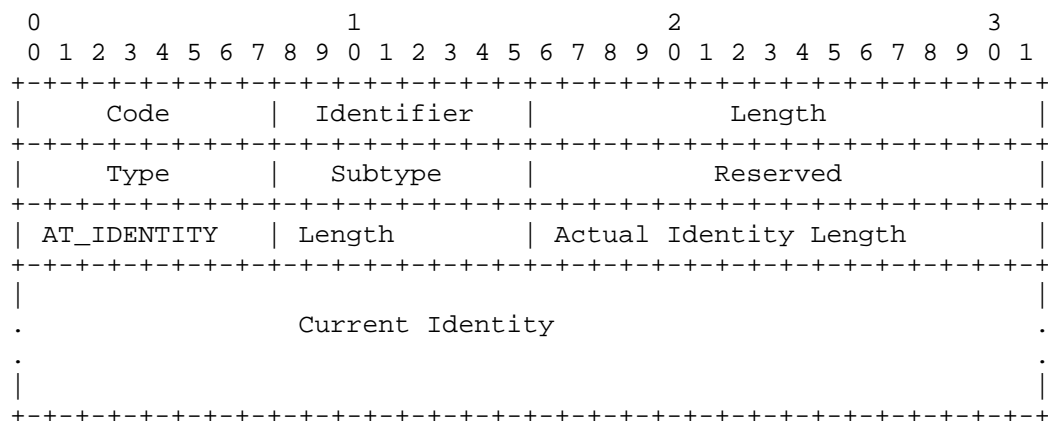 0                   1                   2                   3
 0 1 2 3 4 5 6 7 8 9 0 1 2 3 4 5 6 7 8 9 0 1 2 3 4 5 6 7 8 9 0 1
+-+-+-+-+-+-+-+-+-+-+-+-+-+-+-+-+-+-+-+-+-+-+-+-+-+-+-+-+-+-+-+-+
|     Code      |  Identifier   |            Length             |
+-+-+-+-+-+-+-+-+-+-+-+-+-+-+-+-+-+-+-+-+-+-+-+-+-+-+-+-+-+-+-+-+
|     Type      |   Subtype     |           Reserved            |
+-+-+-+-+-+-+-+-+-+-+-+-+-+-+-+-+-+-+-+-+-+-+-+-+-+-+-+-+-+-+-+-+
| AT_IDENTITY   | Length        | Actual Identity Length        |
+-+-+-+-+-+-+-+-+-+-+-+-+-+-+-+-+-+-+-+-+-+-+-+-+-+-+-+-+-+-+-+-+
|                                                               |
.                 Current Identity                              .
.                                                               .
|                                                               |
+-+-+-+-+-+-+-+-+-+-+-+-+-+-+-+-+-+-+-+-+-+-+-+-+-+-+-+-+-+-+-+-+